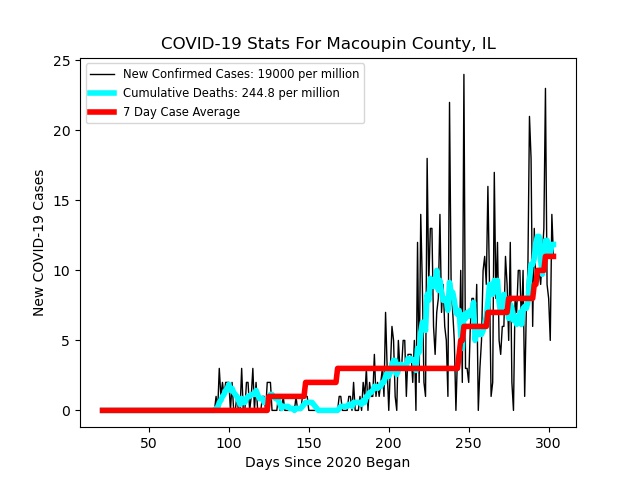 COVID-19 Stats For Macoupin County, IL
New Confirmed Cases: 19000 per million
Cumulative Deaths: 244.8 per million
7 Day Case Average
New COVID-19 Cases
25
20
15
10
5
0
50 100 150 200 250 300
Days Since 2020 Began